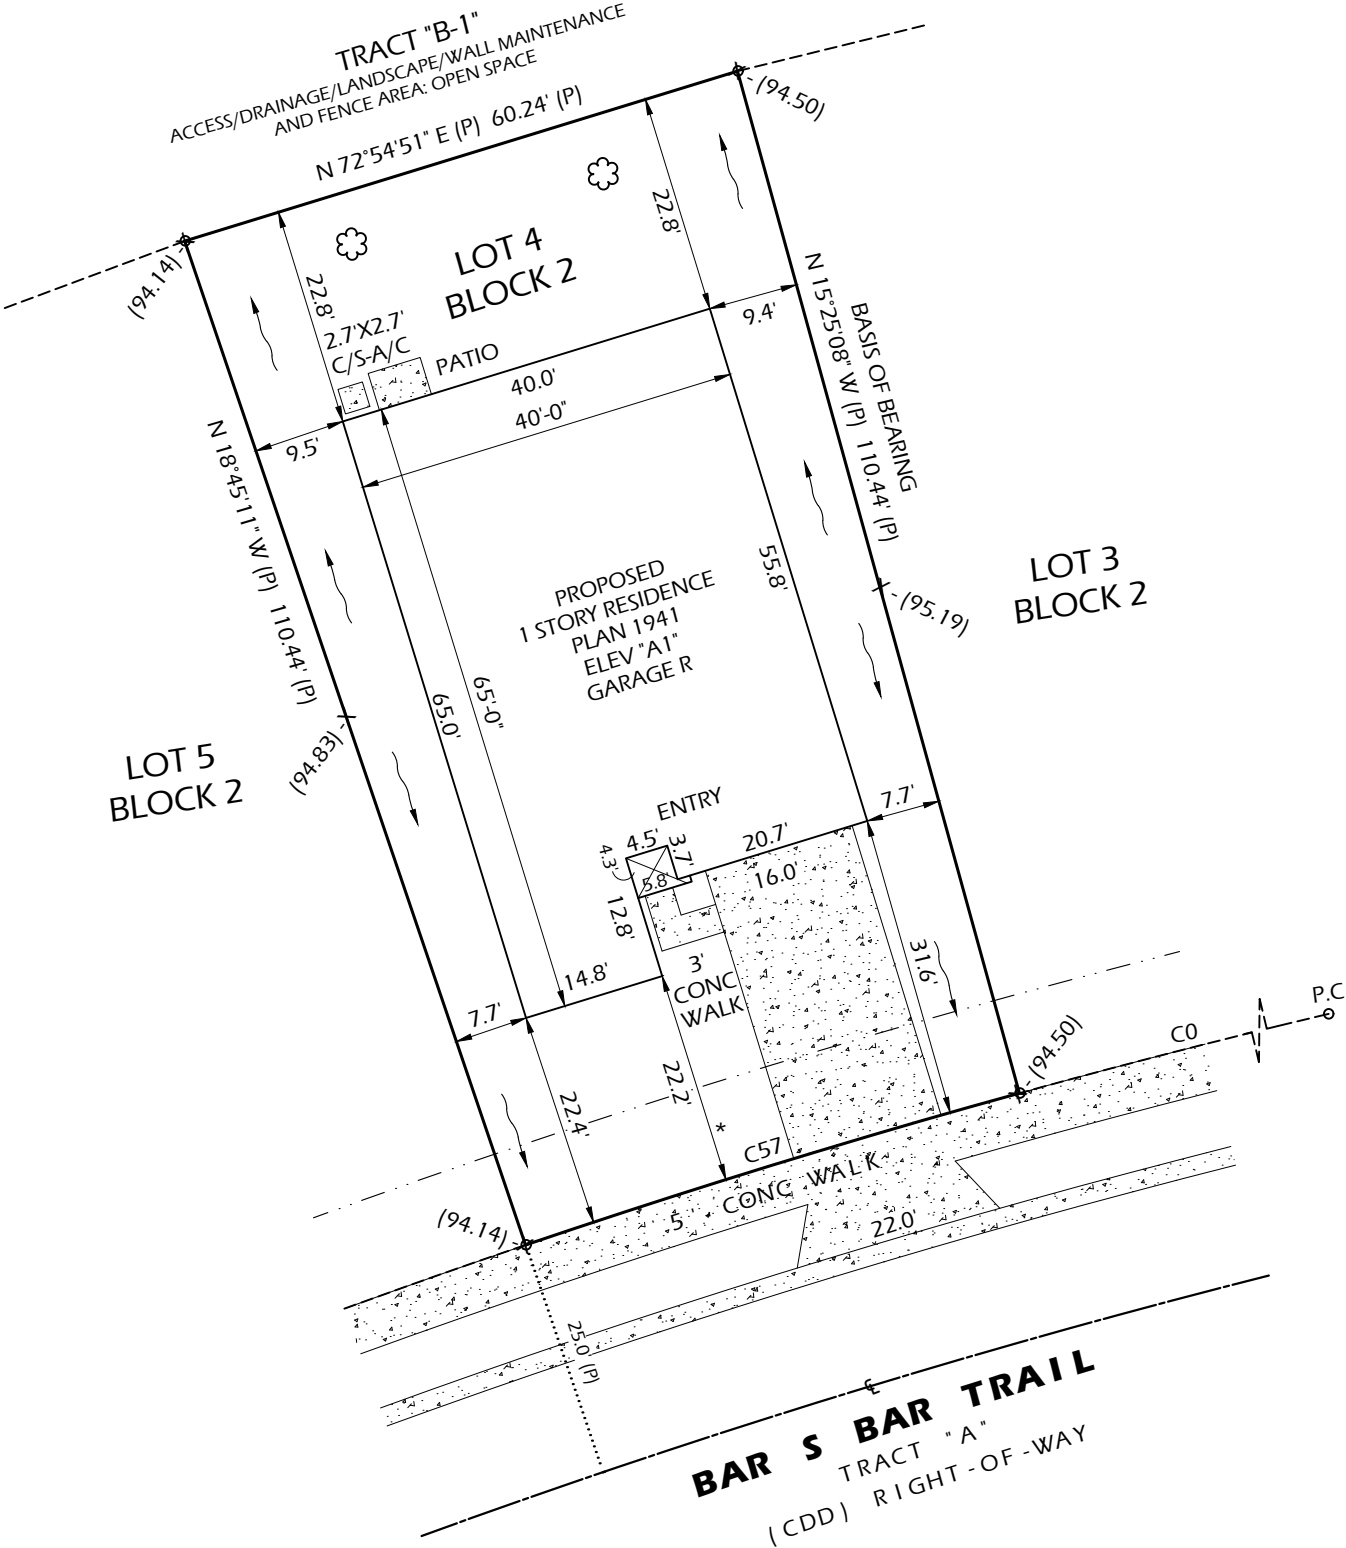 TRACT "B-1"
ACCESS/DRAINAGE/LANDSCAPE/WALL MAINTENANCE
AND FENCE AREA: OPEN SPACE
N 72°54'51" E (P) 60.24' (P)
(94.50)
(94.14)
22.8'
22.8'
LOT 4
BLOCK 2
2.7'X2.7'
C/S-A/C
PATIO
9.4'
9.5'
40.0'
40'-0"
N 15°25'08" W (P) 110.44' (P)
BASIS OF BEARING
N 18°45'11" W (P) 110.44' (P)
55.8'
PROPOSED
1 STORY RESIDENCE
PLAN 1941
ELEV "A1"
GARAGE R
LOT 3
BLOCK 2
(95.19)
65.0'
65'-0"
LOT 5
BLOCK 2
(94.83)
ENTRY
7.7'
4.5'
3.7'
20.7'
4.3'
5.8'
16.0'
12.8'
31.6'
14.8'
3'
CONC
WALK
7.7'
22.4'
22.2'
*
C57
C0
P.C
(94.50)
(94.14)
5'
CONC WALK
22.0'
25.0' (P)
℄
BAR S BAR TRAIL
TRACT "A"
(CDD) RIGHT-OF-WAY